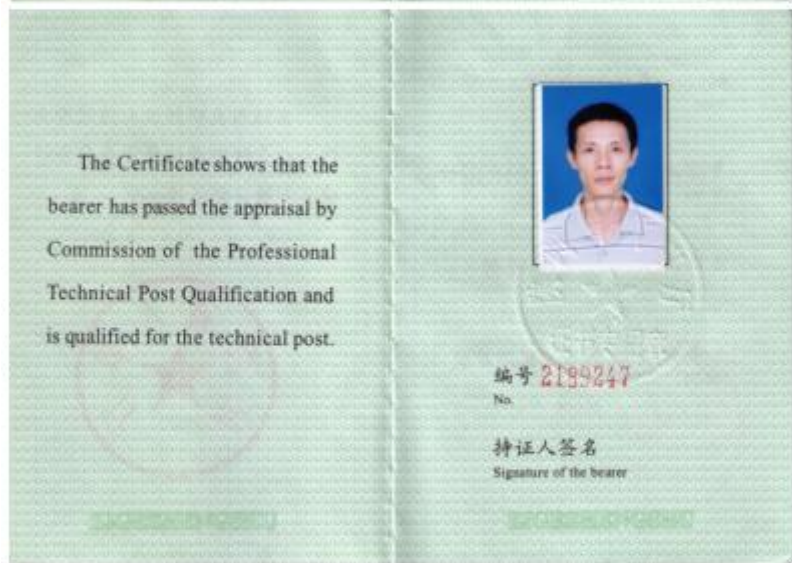 The Certificate shows that the
bearer has passed the appraisal by
Commission of the Professional
Technical Post Qualification and
is qualified for the technical post.
编号 2199247
No.
持证人签名
Signature of the bearer